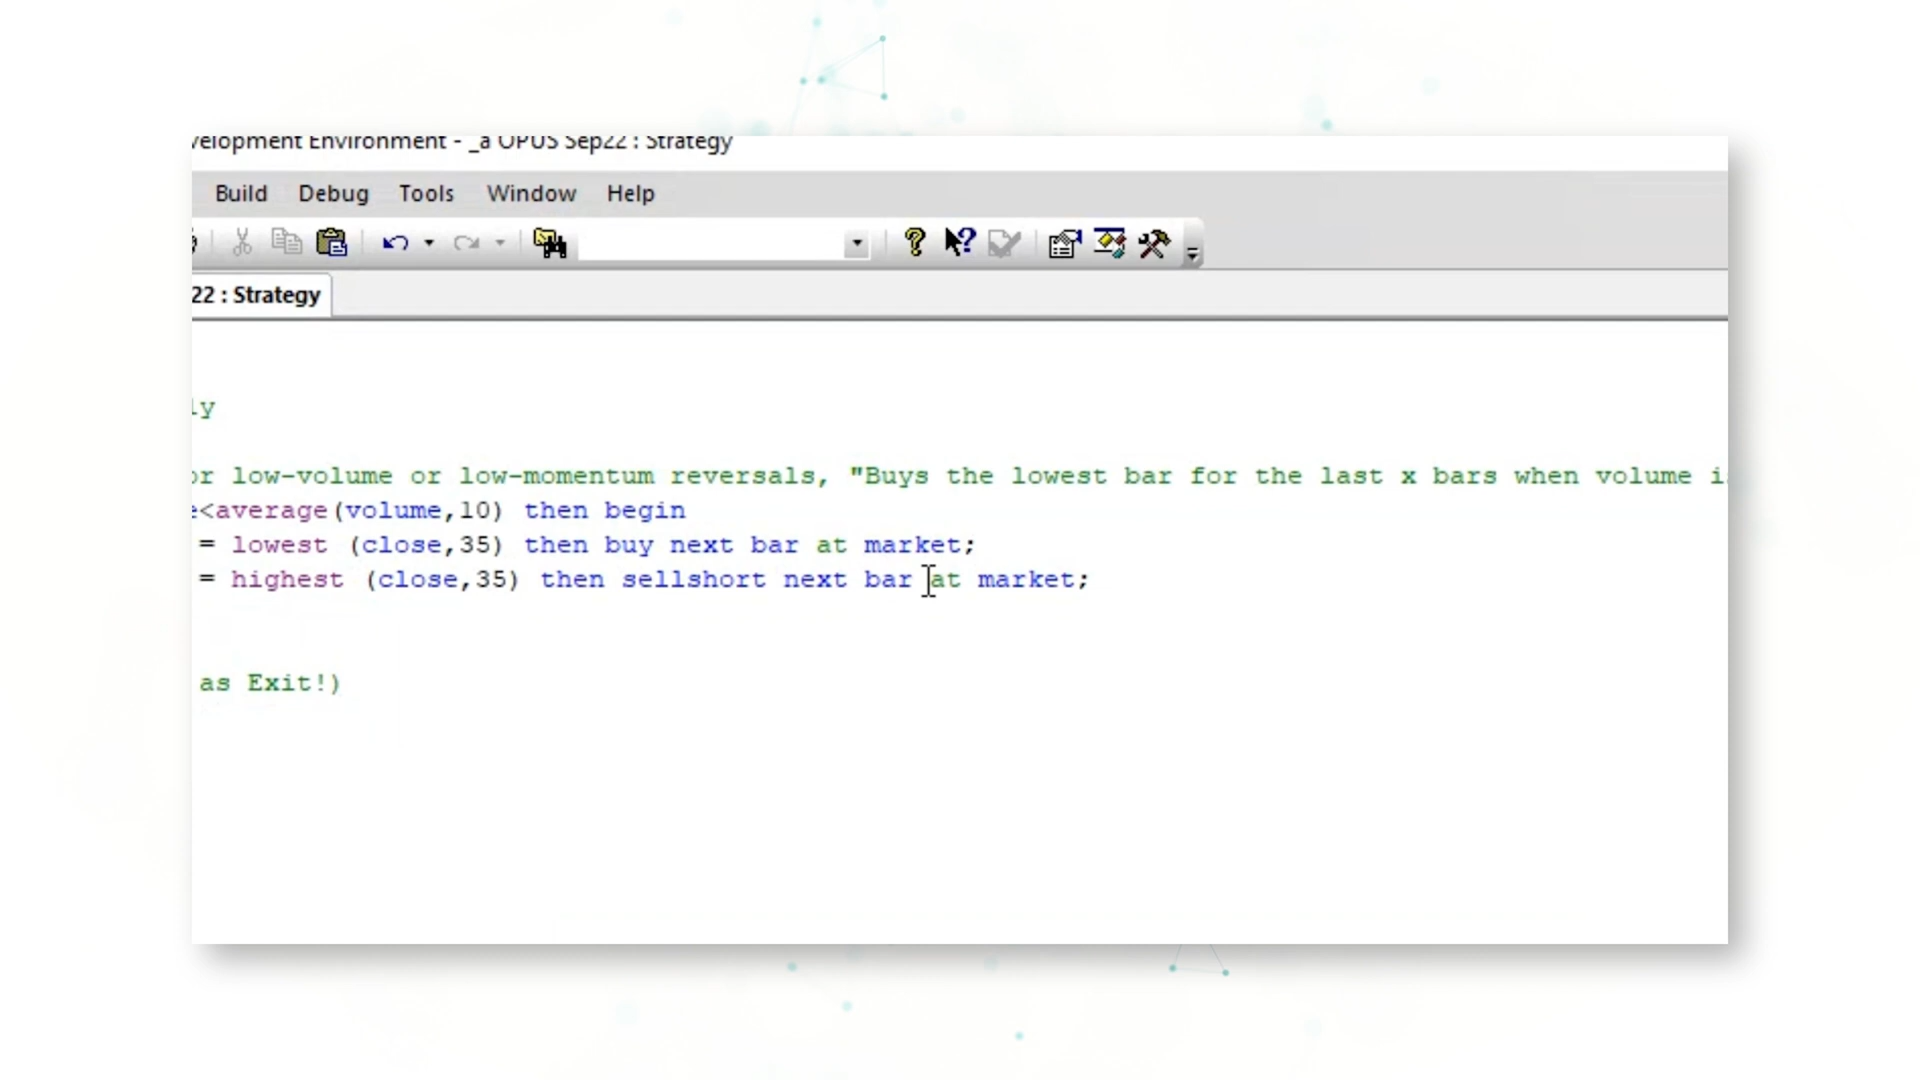 velopment Environment - _a OPUS Sep22 : Strategy
Build Debug Tools Window Help
22 : Strategy
ly
or low-volume or low-momentum reversals, "Buys the lowest bar for the last x bars when volume i
e<average(volume,10) then begin
= lowest (close,35) then buy next bar at market;
= highest (close,35) then sellshort next bar at market;
as Exit!)